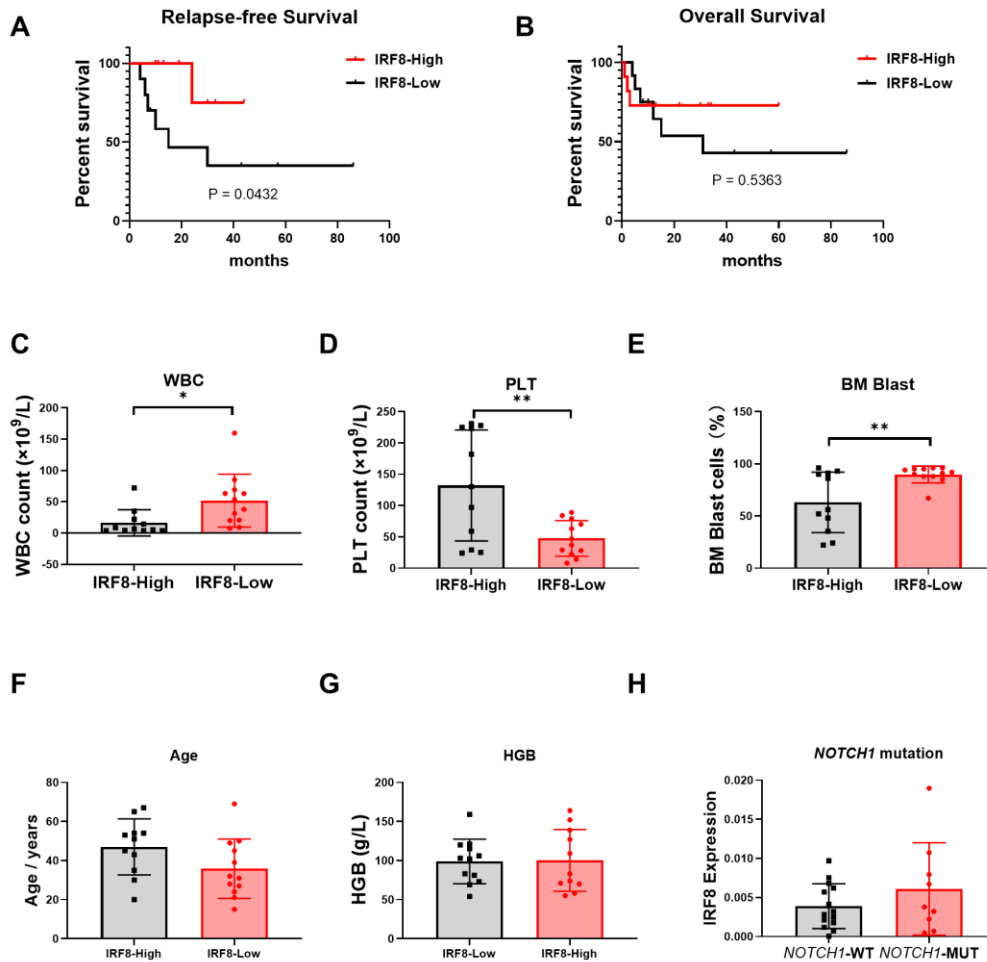 A
Relapse-free Survival
IRF8-High
IRF8-Low
Percent survival
100
50
0
P = 0.0432
0 20 40 60 80 100
months
B
Overall Survival
IRF8-High
IRF8-Low
Percent survival
100
50
0
P = 0.5363
0 20 40 60 80 100
months
C
WBC
*
WBC count (×10⁹/L)
200
150
100
50
0
-50
IRF8-High IRF8-Low
D
PLT
**
PLT count (×10⁹/L)
250
200
150
100
50
0
IRF8-High IRF8-Low
E
BM Blast
**
BM Blast cells (%)
150
100
50
0
IRF8-High IRF8-Low
F
Age
Age / years
80
60
40
20
0
IRF8-High IRF8-Low
G
HGB
HGB (g/L)
200
150
100
50
0
IRF8-Low IRF8-High
H
NOTCH1 mutation
IRF8 Expression
0.020
0.015
0.010
0.005
0.000
NOTCH1-WT NOTCH1-MUT